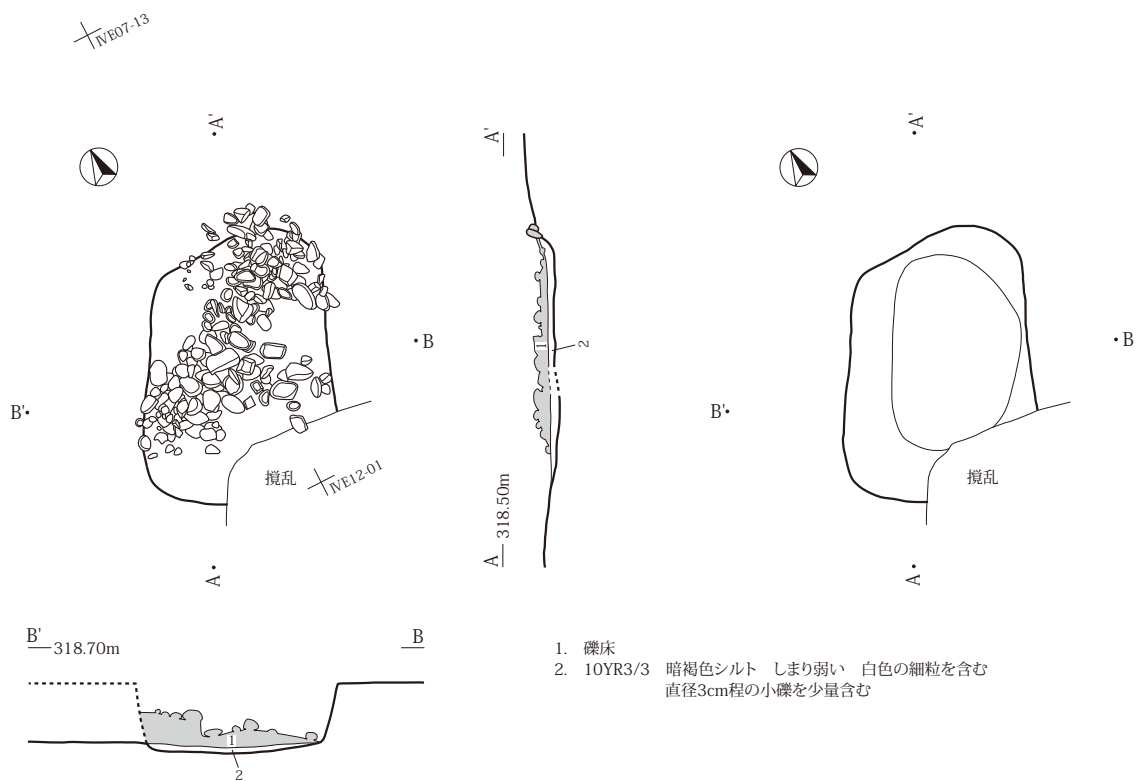 ⅣE07-13
A'
B
B'
撹乱
ⅣE12-01
A
A'
1
2
A 318.50m
A'
B
B'
撹乱
A
B' 318.70m
B
1
2
1. 礫床
2. 10YR3/3 暗褐色シルト しまり弱い 白色の細粒を含む
直径3cm程の小礫を少量含む